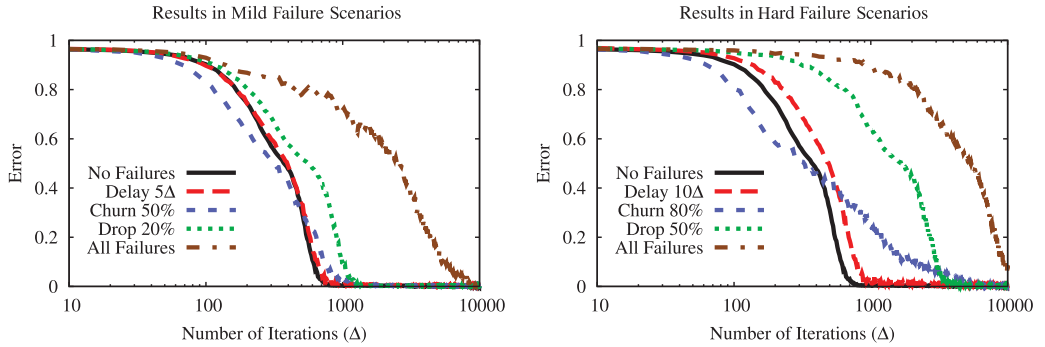 Results in Mild Failure Scenarios
Error
1
0.8
0.6
0.4
0.2
0
No Failures
Delay 5Δ
Churn 50%
Drop 20%
All Failures
10
100
1000
10000
Number of Iterations (Δ)
Results in Hard Failure Scenarios
Error
1
0.8
0.6
0.4
0.2
0
No Failures
Delay 10Δ
Churn 80%
Drop 50%
All Failures
10
100
1000
10000
Number of Iterations (Δ)